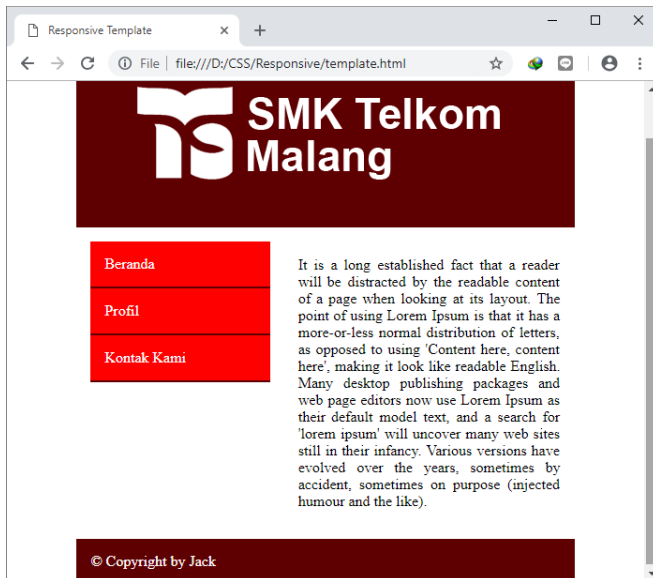 Responsive Template
File | file:///D:/CSS/Responsive/template.html
SMK Telkom
Malang
Beranda
Profil
Kontak Kami
It is a long established fact that a reader
will be distracted by the readable content
of a page when looking at its layout. The
point of using Lorem Ipsum is that it has a
more-or-less normal distribution of letters,
as opposed to using 'Content here, content
here', making it look like readable English.
Many desktop publishing packages and
web page editors now use Lorem Ipsum as
their default model text, and a search for
'lorem ipsum' will uncover many web sites
still in their infancy. Various versions have
evolved over the years, sometimes by
accident, sometimes on purpose (injected
humour and the like).
© Copyright by Jack